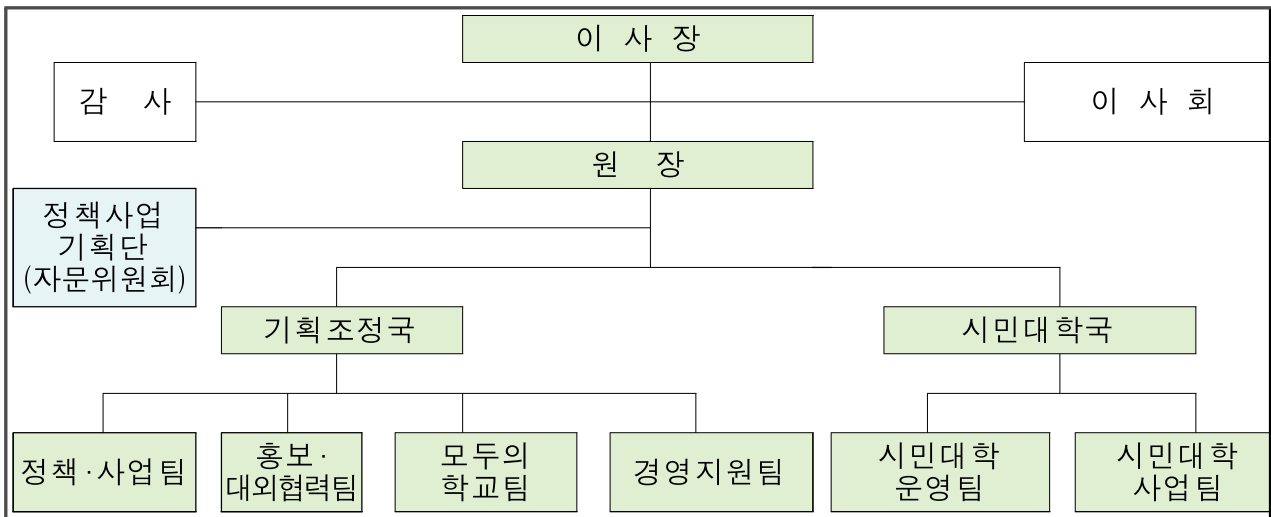 이 사 장
감 사
이 사 회
원 장
정책사업
기획단
(자문위원회)
기획조정국
시민대학국
정책·사업팀
홍보·
대외협력팀
모두의
학교팀
경영지원팀
시민대학
운영팀
시민대학
사업팀